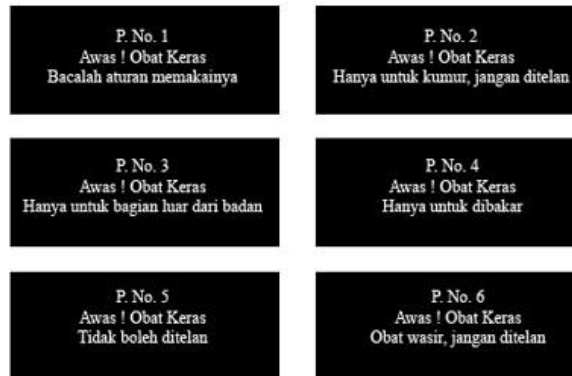 P. No. 1
Awas ! Obat Keras
Bacalah aturan memakainya
P. No. 2
Awas ! Obat Keras
Hanya untuk kumur, jangan ditelan
P. No. 3
Awas ! Obat Keras
Hanya untuk bagian luar dari badan
P. No. 4
Awas ! Obat Keras
Hanya untuk dibakar
P. No. 5
Awas ! Obat Keras
Tidak boleh ditelan
P. No. 6
Awas ! Obat Keras
Obat wasir, jangan ditelan